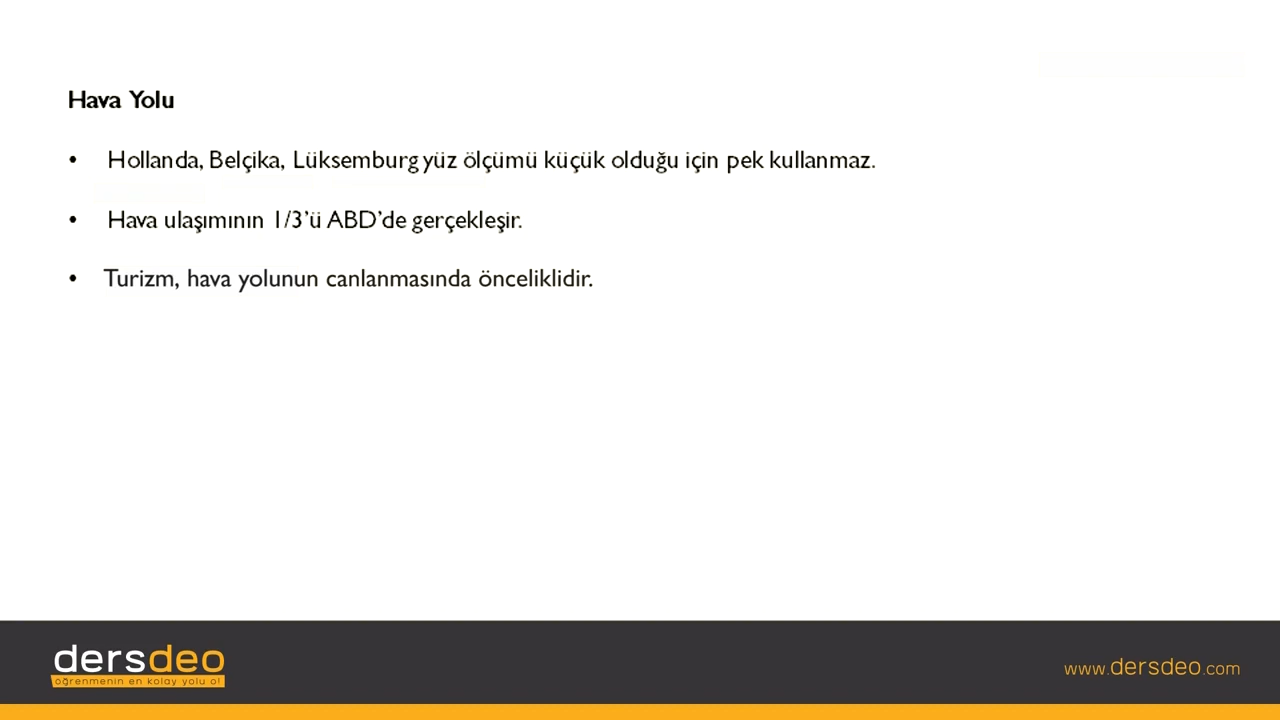 Hava Yolu
• Hollanda, Belçika, Lüksemburg yüz ölçümü küçük olduğu için pek kullanmaz.
• Hava ulaşımının 1/3’ü ABD’de gerçekleşir.
• Turizm, hava yolunun canlanmasında önceliklidir.
dersdeo
öğrenmenin en kolay yolu o!
www.dersdeo.com